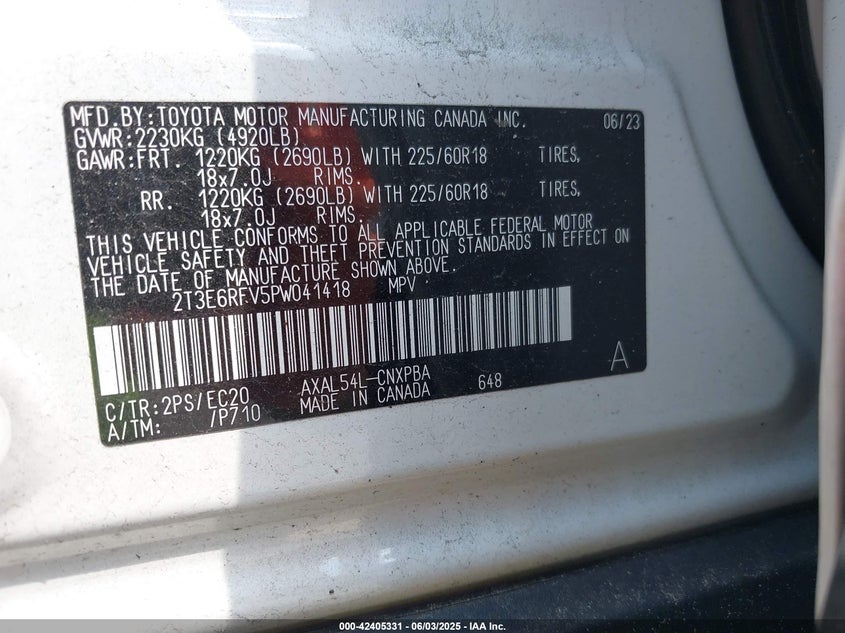 MFD.BY:TOYOTA MOTOR MANUFACTURING CANADA INC. 06/23
GVWR:2230KG (4920LB)
GAWR:FRT. 1220KG (2690LB) WITH 225/60R18 TIRES,
18x7.0J RIMS.
RR. 1220KG (2690LB) WITH 225/60R18 TIRES,
18x7.0J RIMS.
THIS VEHICLE CONFORMS TO ALL APPLICABLE FEDERAL MOTOR
VEHICLE SAFETY AND THEFT PREVENTION STANDARDS IN EFFECT ON
THE DATE OF MANUFACTURE SHOWN ABOVE.
2T3E6RFV5PW041418 MPV
A
C/TR:2PS/EC20 AXAL54L-CNXPBA 648
A/TM: /P710 MADE IN CANADA
000-42405331 - 06/03/2025 - IAA Inc.